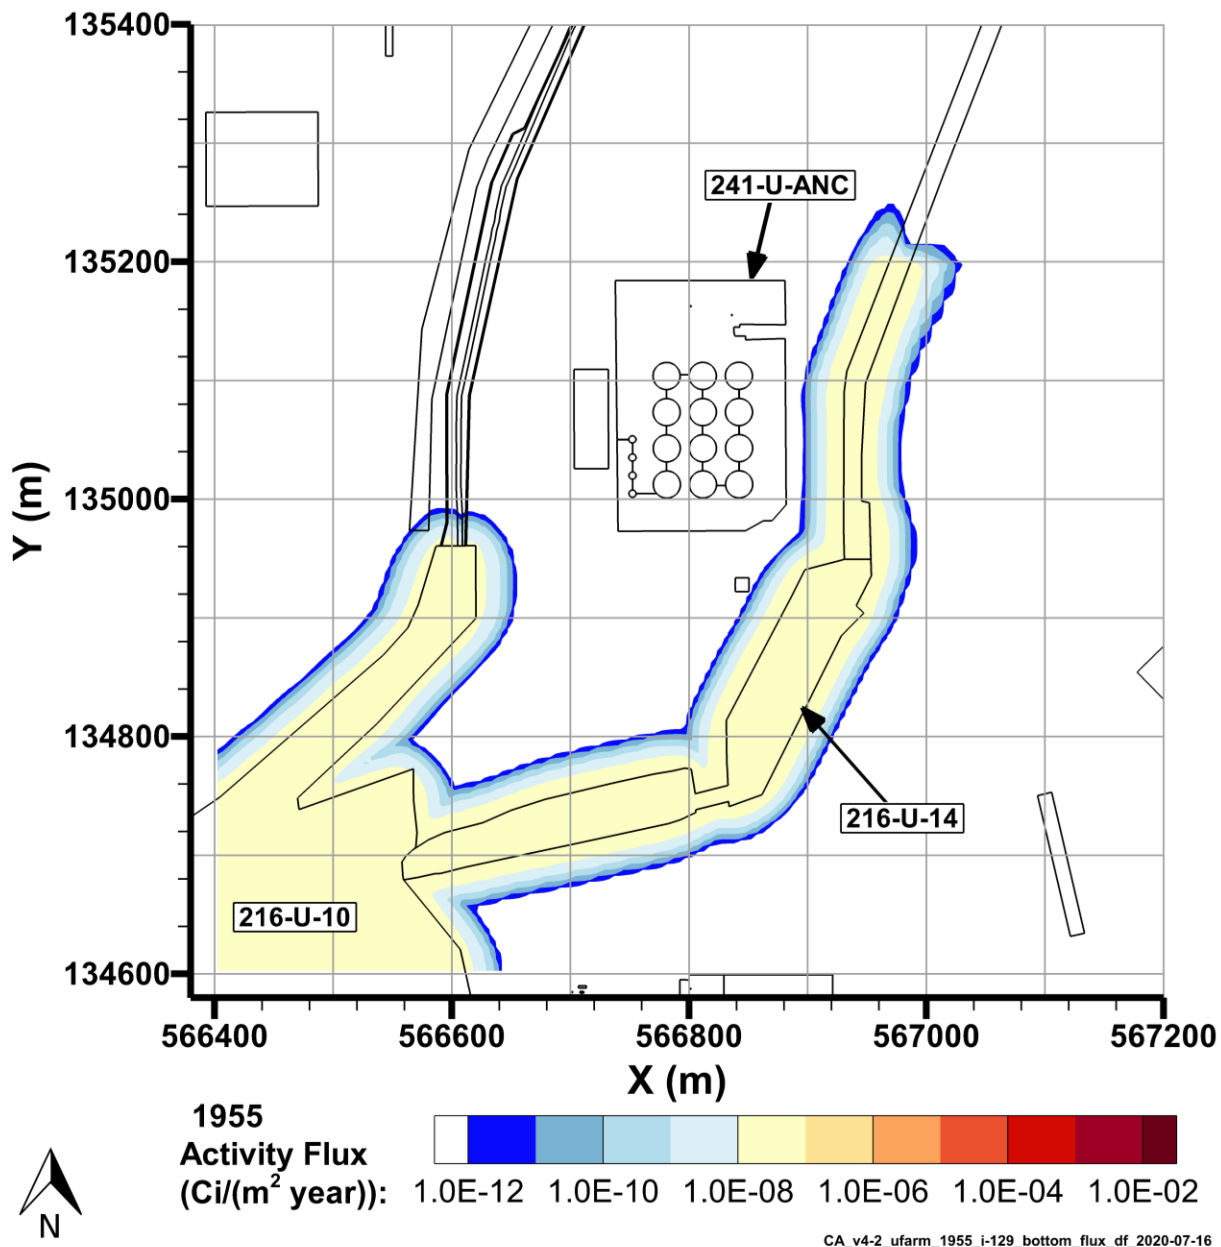 135400
241-U-ANC
135200
135000
Y (m)
134800
216-U-14
216-U-10
134600
566400 566600 566800 567000 567200
X (m)
1955
Activity Flux
(Ci/(m² year)):
1.0E-12 1.0E-10 1.0E-08 1.0E-06 1.0E-04 1.0E-02
N
CA_v4-2_ufarm_1955_i-129_bottom_flux_df_2020-07-16